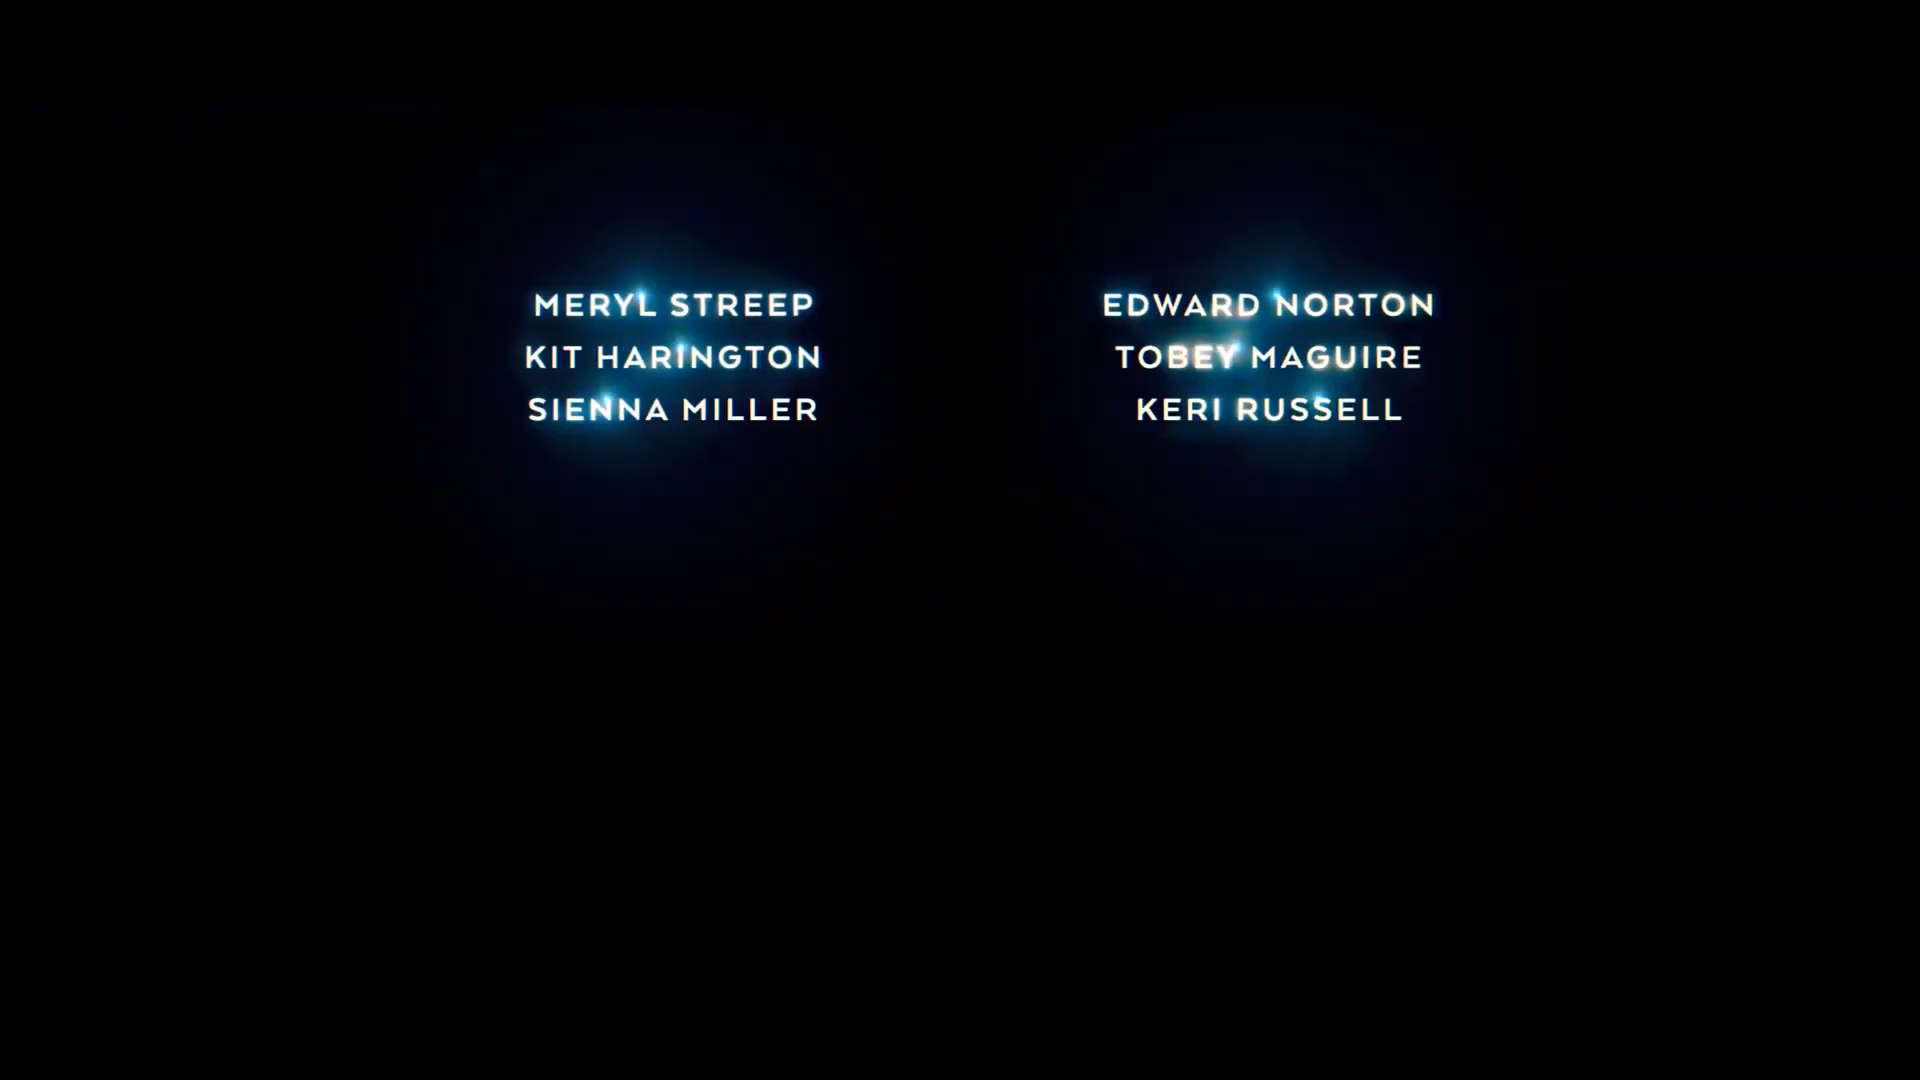 MERYL STREEP
KIT HARINGTON
SIENNA MILLER
EDWARD NORTON
TOBEY MAGUIRE
KERI RUSSELL